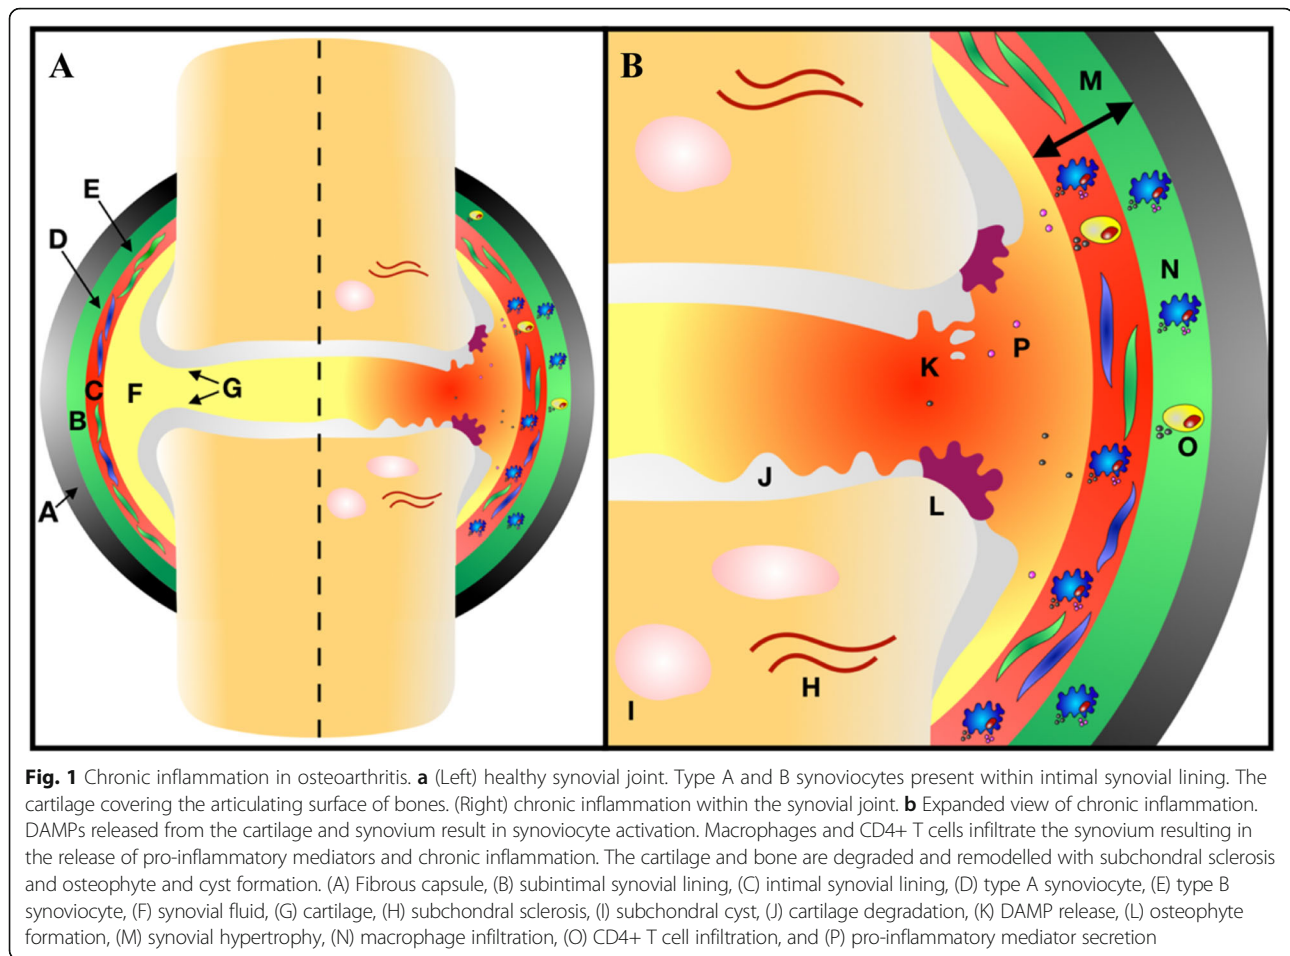 A
B
E
D
C
F
G
B
A
M
N
K
P
J
L
O
H
I
Fig. 1 Chronic inflammation in osteoarthritis. a (Left) healthy synovial joint. Type A and B synoviocytes present within intimal synovial lining. The
cartilage covering the articulating surface of bones. (Right) chronic inflammation within the synovial joint. b Expanded view of chronic inflammation.
DAMPs released from the cartilage and synovium result in synoviocyte activation. Macrophages and CD4+ T cells infiltrate the synovium resulting in
the release of pro-inflammatory mediators and chronic inflammation. The cartilage and bone are degraded and remodelled with subchondral sclerosis
and osteophyte and cyst formation. (A) Fibrous capsule, (B) subintimal synovial lining, (C) intimal synovial lining, (D) type A synoviocyte, (E) type B
synoviocyte, (F) synovial fluid, (G) cartilage, (H) subchondral sclerosis, (I) subchondral cyst, (J) cartilage degradation, (K) DAMP release, (L) osteophyte
formation, (M) synovial hypertrophy, (N) macrophage infiltration, (O) CD4+ T cell infiltration, and (P) pro-inflammatory mediator secretion